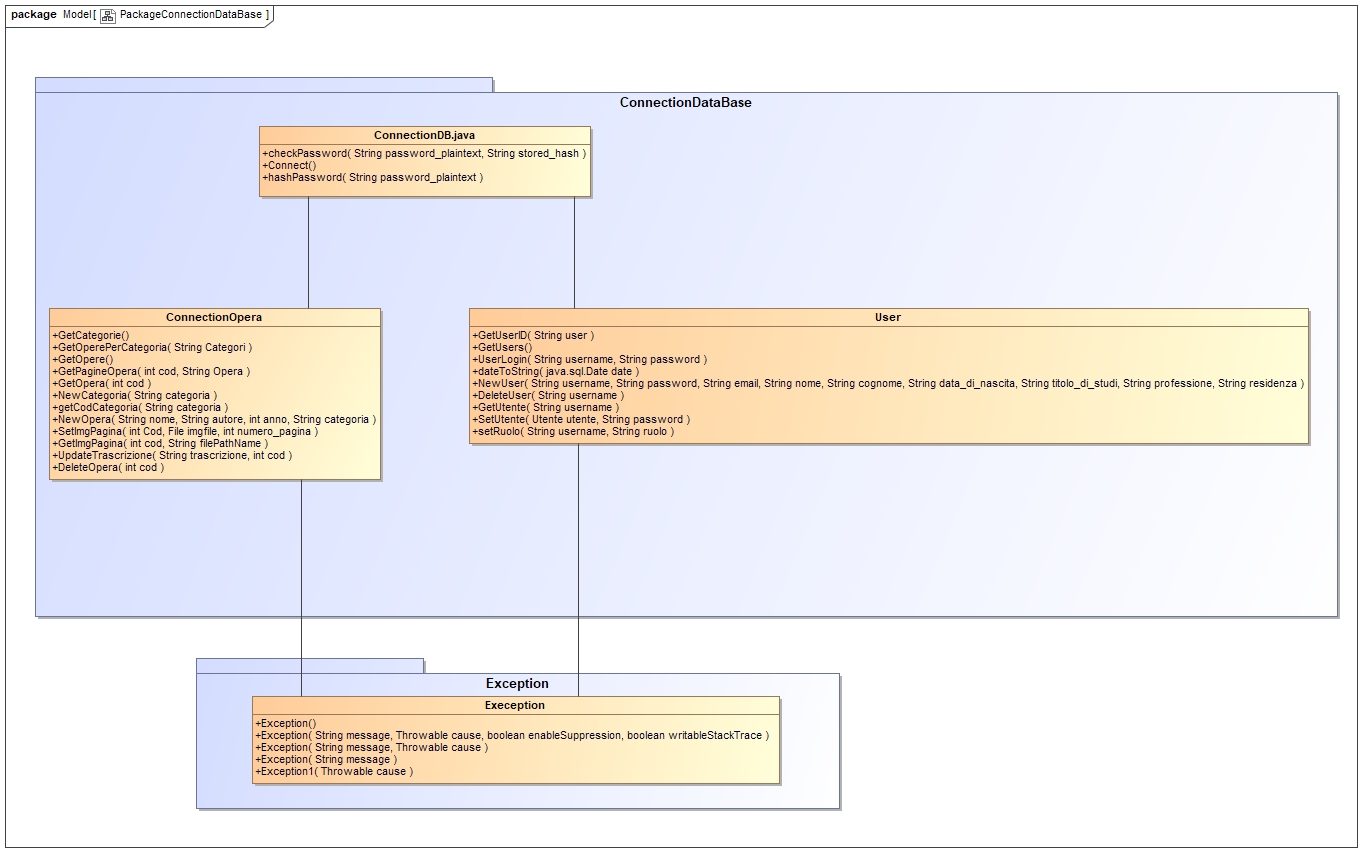 package Model [ PackageConnectionDataBase ]
ConnectionDataBase
ConnectionDB.java
+checkPassword( String password_plaintext, String stored_hash )
+Connect()
+hashPassword( String password_plaintext )
ConnectionOpera
+GetCategorie()
+GetOperePerCategoria( String Categori )
+GetOpere()
+GetPagineOpera( int cod, String Opera )
+GetOpera( int cod )
+NewCategoria( String categoria )
+getCodCategoria( String categoria )
+NewOpera( String nome, String autore, int anno, String categoria )
+SetImgPagina( int Cod, File imgfile, int numero_pagina )
+GetImgPagina( int cod, String filePathName )
+UpdateTrascrizione( String trascrizione, int cod )
+DeleteOpera( int cod )
User
+GetUserID( String user )
+GetUsers()
+UserLogin( String username, String password )
+dateToString( java.sql.Date date )
+NewUser( String username, String password, String email, String nome, String cognome, String data_di_nascita, String titolo_di_studi, String professione, String residenza )
+DeleteUser( String username )
+GetUtente( String username )
+SetUtente( Utente utente, String password )
+setRuolo( String username, String ruolo )
Exception
Exeception
+Exception()
+Exception( String message, Throwable cause, boolean enableSuppression, boolean writableStackTrace )
+Exception( String message, Throwable cause )
+Exception( String message )
+Exception1( Throwable cause )